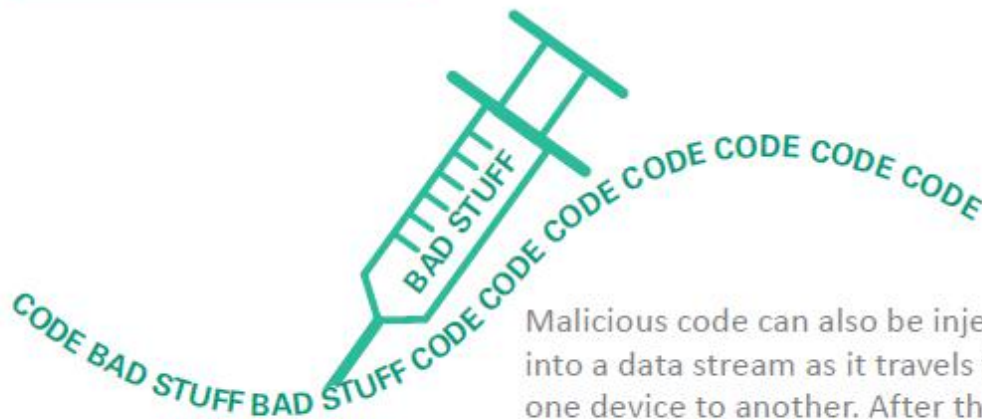 BAD STUFF
CODE BAD STUFF BAD STUFF CODE CODE CODE CODE CODE CODE CODE
Malicious code can also be inje
into a data stream as it travels
one device to another. After th